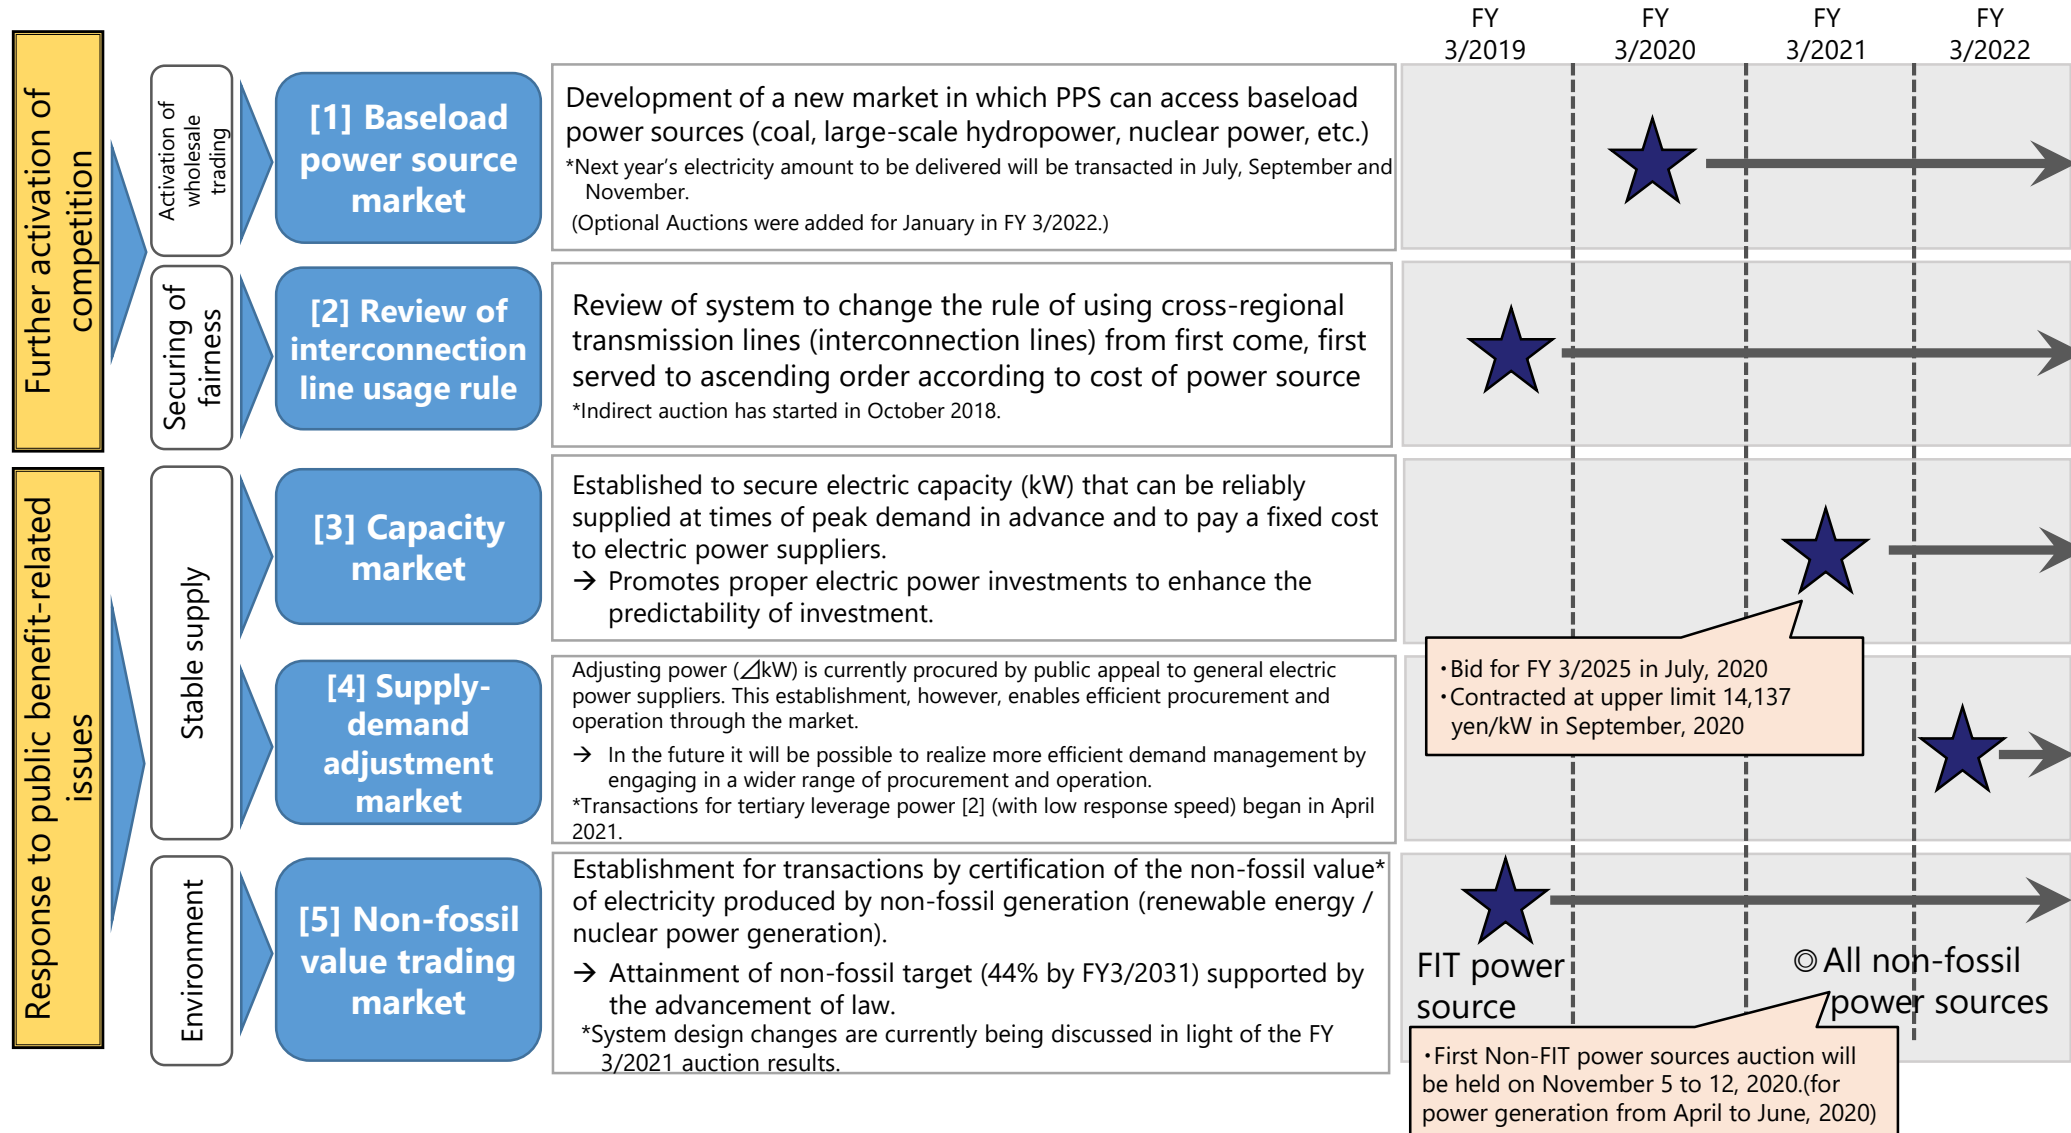 FY
3/2019
FY
3/2020
FY
3/2021
FY
3/2022
Further activation of
competition
Activation of
wholesale
trading
[1] Baseload
power source
market
Development of a new market in which PPS can access baseload
power sources (coal, large-scale hydropower, nuclear power, etc.)
*Next year's electricity amount to be delivered will be transacted in July, September and
November.
(Optional Auctions were added for January in FY 3/2022.)
Securing of
fairness
[2] Review of
interconnection
line usage rule
Review of system to change the rule of using cross-regional
transmission lines (interconnection lines) from first come, first
served to ascending order according to cost of power source
*Indirect auction has started in October 2018.
Response to public benefit-related
issues
Stable supply
[3] Capacity
market
Established to secure electric capacity (kW) that can be reliably
supplied at times of peak demand in advance and to pay a fixed cost
to electric power suppliers.
→ Promotes proper electric power investments to enhance the
predictability of investment.
・Bid for FY 3/2025 in July, 2020
・Contracted at upper limit 14,137
yen/kW in September, 2020
[4] Supply-
demand
adjustment
market
Adjusting power (⊿kW) is currently procured by public appeal to general electric
power suppliers. This establishment, however, enables efficient procurement and
operation through the market.
→ In the future it will be possible to realize more efficient demand management by
engaging in a wider range of procurement and operation.
*Transactions for tertiary leverage power [2] (with low response speed) began in April
2021.
Environment
[5] Non-fossil
value trading
market
Establishment for transactions by certification of the non-fossil value*
of electricity produced by non-fossil generation (renewable energy /
nuclear power generation).
→ Attainment of non-fossil target (44% by FY3/2031) supported by
the advancement of law.
*System design changes are currently being discussed in light of the FY
3/2021 auction results.
FIT power
source
◎All non-fossil
power sources
・First Non-FIT power sources auction will
be held on November 5 to 12, 2020.(for
power generation from April to June, 2020)